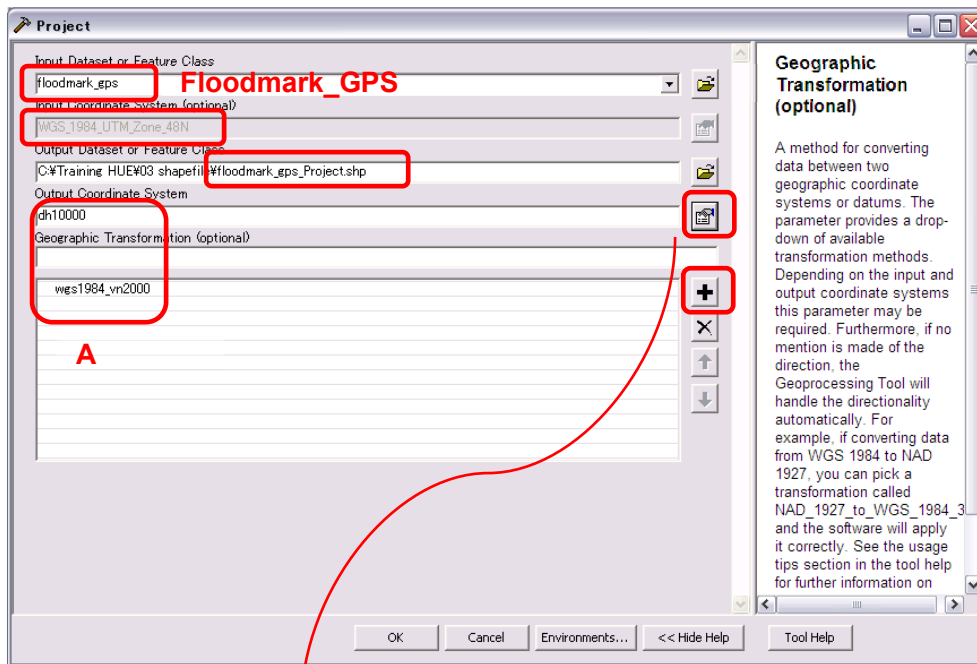 Project
Input Dataset or Feature Class
floodmark_gps
Floodmark_GPS
Input Coordinate System (optional)
WGS_1984_UTM_Zone_48N
Output Dataset or Feature Class
C:¥Training HUE¥03 shapefile¥floodmark_gps_Project.shp
Output Coordinate System
dh10000
Geographic Transformation (optional)
wgs1984_vn2000
A
OK
Cancel
Environments...
<< Hide Help
Tool Help
Geographic
Transformation
(optional)
A method for converting
data between two
geographic coordinate
systems or datums. The
parameter provides a drop-
down of available
transformation methods.
Depending on the input and
output coordinate systems
this parameter may be
required. Furthermore, if no
mention is made of the
direction, the
Geoprocessing Tool will
handle the directionality
automatically. For
example, if converting data
from WGS 1984 to NAD
1927, you can pick a
transformation called
NAD_1927_to_WGS_1984_3
and the software will apply
it correctly. See the usage
tips section in the tool help
for further information on